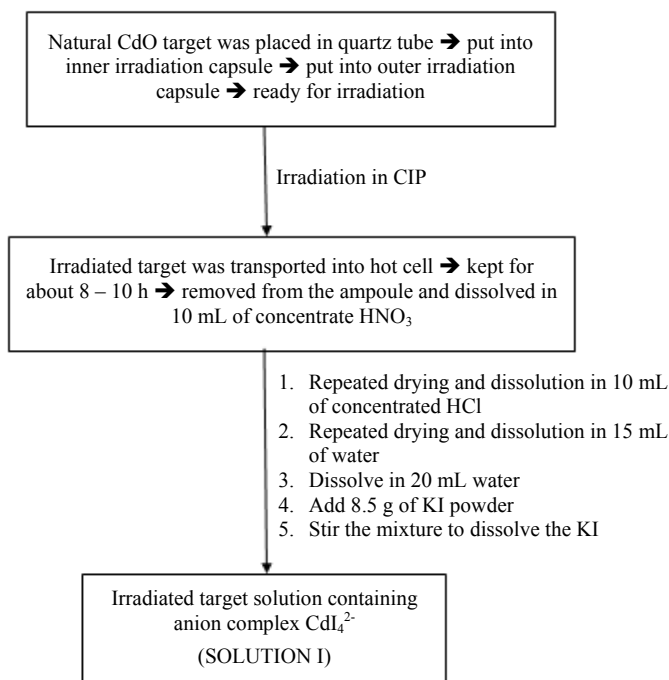 Natural CdO target was placed in quartz tube ➔ put into
inner irradiation capsule ➔ put into outer irradiation
capsule ➔ ready for irradiation
Irradiation in CIP
Irradiated target was transported into hot cell ➔ kept for
about 8 – 10 h ➔ removed from the ampoule and dissolved in
10 mL of concentrate HNO₃
1. Repeated drying and dissolution in 10 mL
of concentrated HCl
2. Repeated drying and dissolution in 15 mL
of water
3. Dissolve in 20 mL water
4. Add 8.5 g of KI powder
5. Stir the mixture to dissolve the KI
Irradiated target solution containing
anion complex CdI₄²⁻
(SOLUTION I)